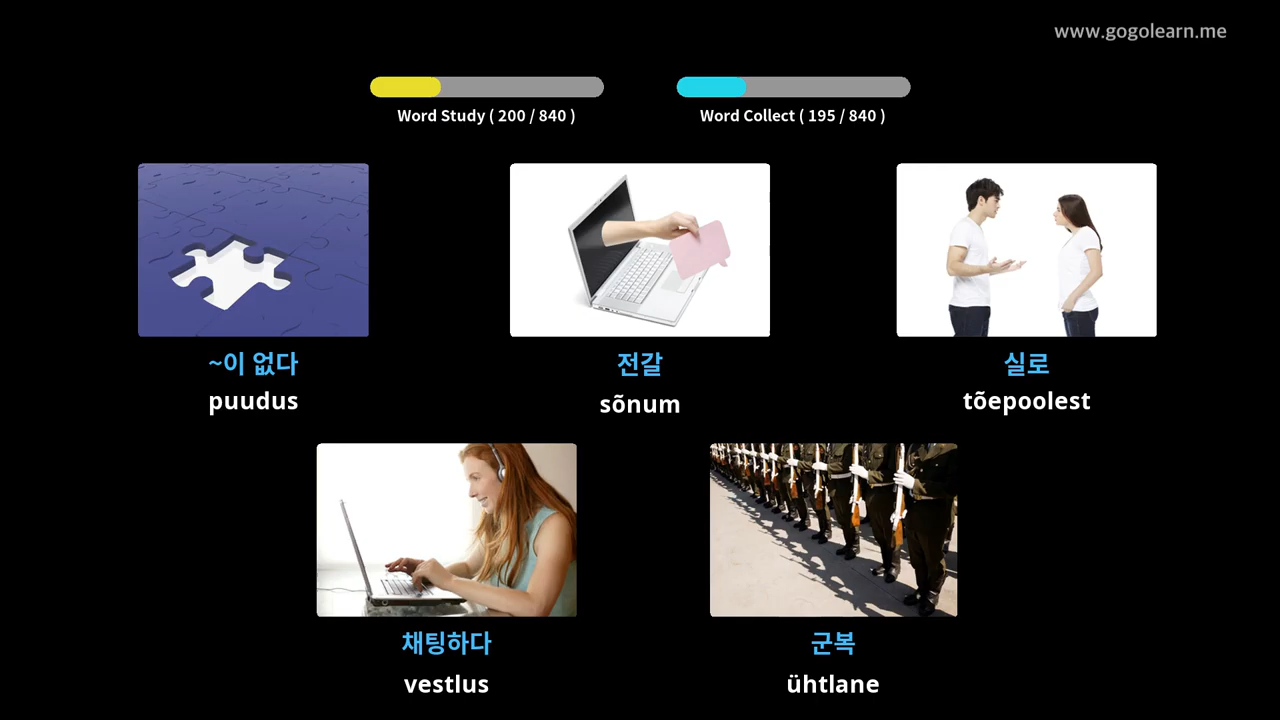 www.gogolearn.me
Word Study ( 200 / 840 )
Word Collect ( 195 / 840 )
~이 없다
puudus
전갈
sõnum
실로
tõepoolest
채팅하다
vestlus
군복
ühtlane